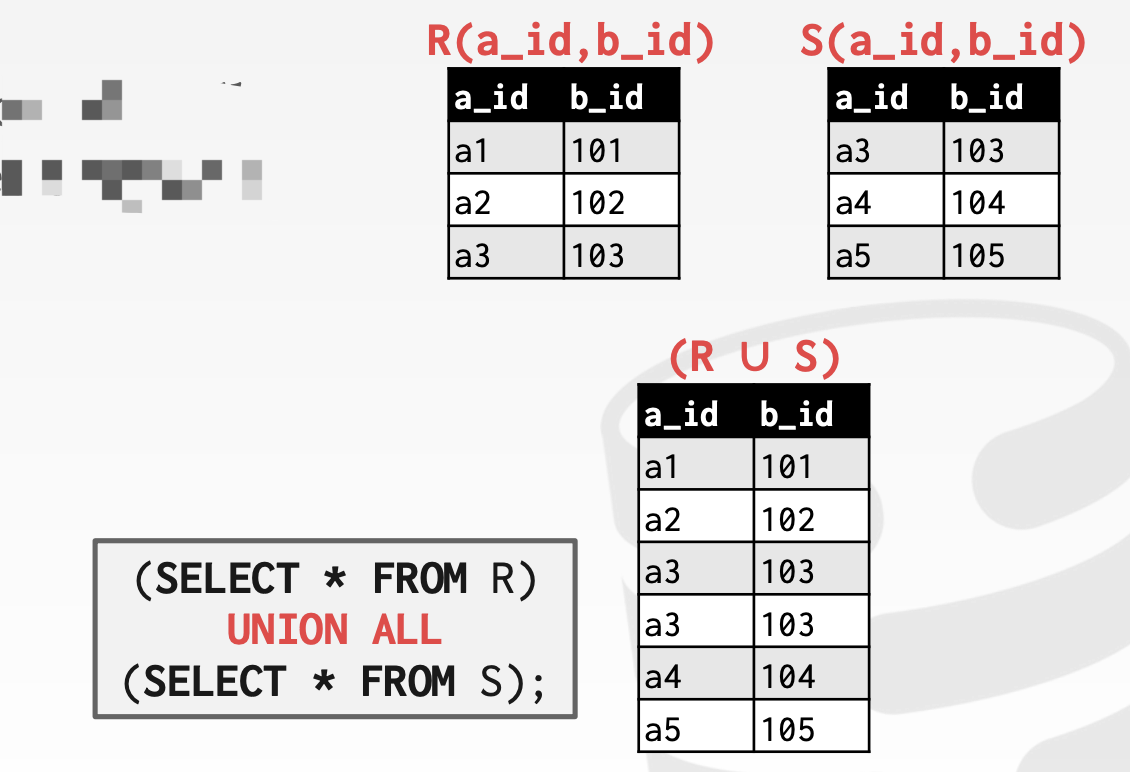 R(a_id,b_id)
a_id b_id
a1 101
a2 102
a3 103
S(a_id,b_id)
a_id b_id
a3 103
a4 104
a5 105
(R ∪ S)
a_id b_id
a1 101
a2 102
a3 103
a3 103
a4 104
a5 105
(SELECT * FROM R)
UNION ALL
(SELECT * FROM S);